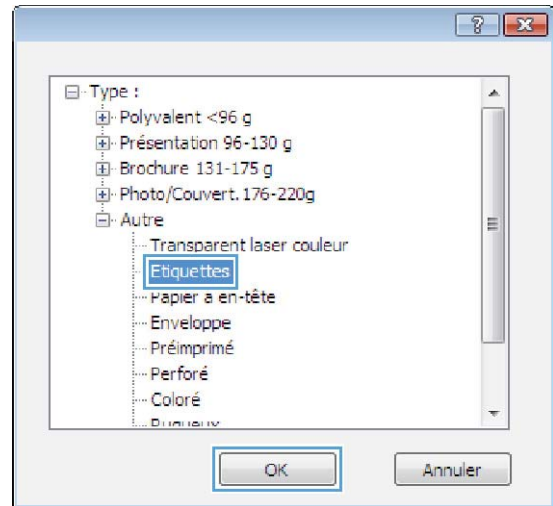 Type :
Polyvalent <96 g
Présentation 96-130 g
Brochure 131-175 g
Photo/Couvert. 176-220g
Autre
Transparent laser couleur
Etiquettes
Papier à en-tête
Enveloppe
Préimprimé
Perforé
Coloré
OK Annuler